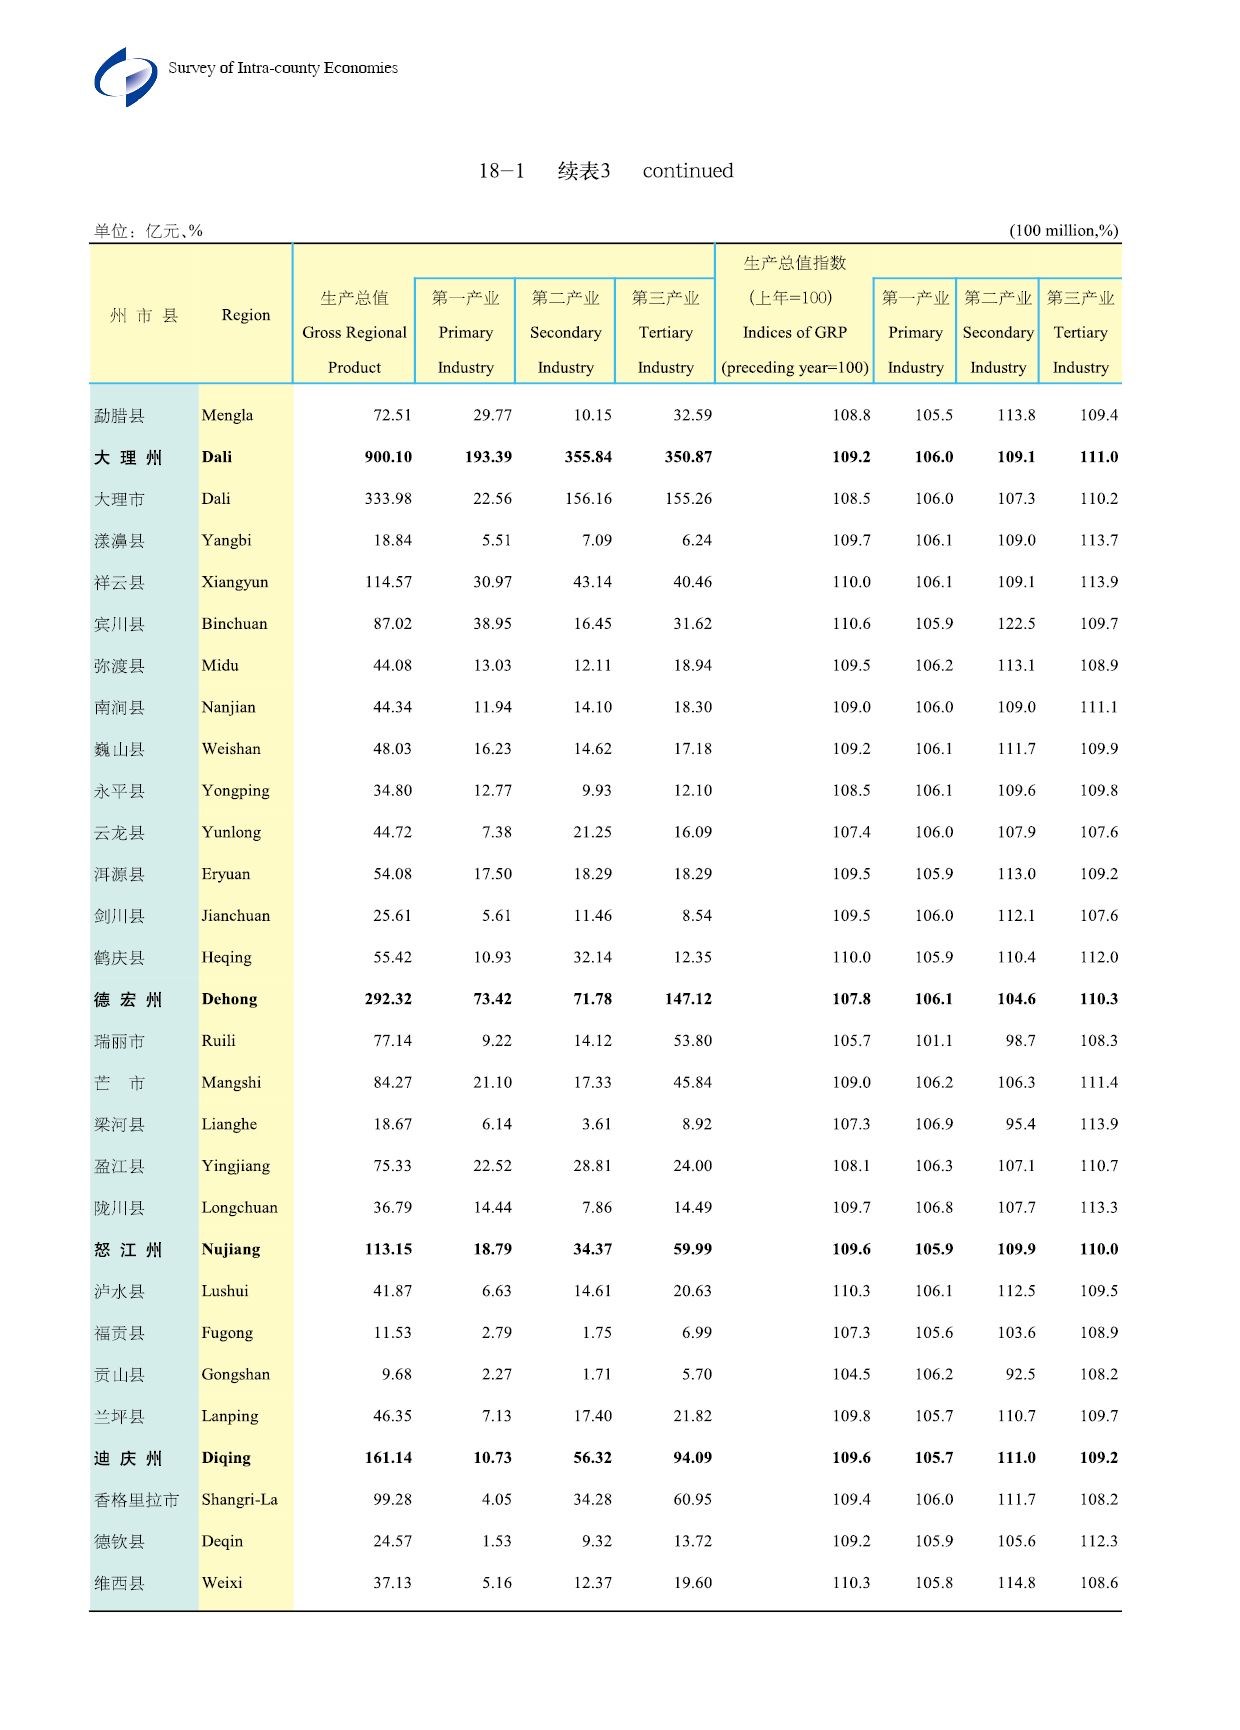 Survey of Intra-county Economies
18-1 续表3 continued
单位：亿元、% (100 million,%)
生产总值指数
生产总值 第一产业 第二产业 第三产业 (上年=100) 第一产业 第二产业 第三产业
州 市 县 Region
Gross Regional Primary Secondary Tertiary Indices of GRP Primary Secondary Tertiary
Product Industry Industry Industry (preceding year=100) Industry Industry Industry
勐腊县 Mengla 72.51 29.77 10.15 32.59 108.8 105.5 113.8 109.4
大 理 州 Dali 900.10 193.39 355.84 350.87 109.2 106.0 109.1 111.0
大理市 Dali 333.98 22.56 156.16 155.26 108.5 106.0 107.3 110.2
漾濞县 Yangbi 18.84 5.51 7.09 6.24 109.7 106.1 109.0 113.7
祥云县 Xiangyun 114.57 30.97 43.14 40.46 110.0 106.1 109.1 113.9
宾川县 Binchuan 87.02 38.95 16.45 31.62 110.6 105.9 122.5 109.7
弥渡县 Midu 44.08 13.03 12.11 18.94 109.5 106.2 113.1 108.9
南涧县 Nanjian 44.34 11.94 14.10 18.30 109.0 106.0 109.0 111.1
巍山县 Weishan 48.03 16.23 14.62 17.18 109.2 106.1 111.7 109.9
永平县 Yongping 34.80 12.77 9.93 12.10 108.5 106.1 109.6 109.8
云龙县 Yunlong 44.72 7.38 21.25 16.09 107.4 106.0 107.9 107.6
洱源县 Eryuan 54.08 17.50 18.29 18.29 109.5 105.9 113.0 109.2
剑川县 Jianchuan 25.61 5.61 11.46 8.54 109.5 106.0 112.1 107.6
鹤庆县 Heqing 55.42 10.93 32.14 12.35 110.0 105.9 110.4 112.0
德 宏 州 Dehong 292.32 73.42 71.78 147.12 107.8 106.1 104.6 110.3
瑞丽市 Ruili 77.14 9.22 14.12 53.80 105.7 101.1 98.7 108.3
芒 市 Mangshi 84.27 21.10 17.33 45.84 109.0 106.2 106.3 111.4
梁河县 Lianghe 18.67 6.14 3.61 8.92 107.3 106.9 95.4 113.9
盈江县 Yingjiang 75.33 22.52 28.81 24.00 108.1 106.3 107.1 110.7
陇川县 Longchuan 36.79 14.44 7.86 14.49 109.7 106.8 107.7 113.3
怒 江 州 Nujiang 113.15 18.79 34.37 59.99 109.6 105.9 109.9 110.0
泸水县 Lushui 41.87 6.63 14.61 20.63 110.3 106.1 112.5 109.5
福贡县 Fugong 11.53 2.79 1.75 6.99 107.3 105.6 103.6 108.9
贡山县 Gongshan 9.68 2.27 1.71 5.70 104.5 106.2 92.5 108.2
兰坪县 Lanping 46.35 7.13 17.40 21.82 109.8 105.7 110.7 109.7
迪 庆 州 Diqing 161.14 10.73 56.32 94.09 109.6 105.7 111.0 109.2
香格里拉市 Shangri-La 99.28 4.05 34.28 60.95 109.4 106.0 111.7 108.2
德钦县 Deqin 24.57 1.53 9.32 13.72 109.2 105.9 105.6 112.3
维西县 Weixi 37.13 5.16 12.37 19.60 110.3 105.8 114.8 108.6